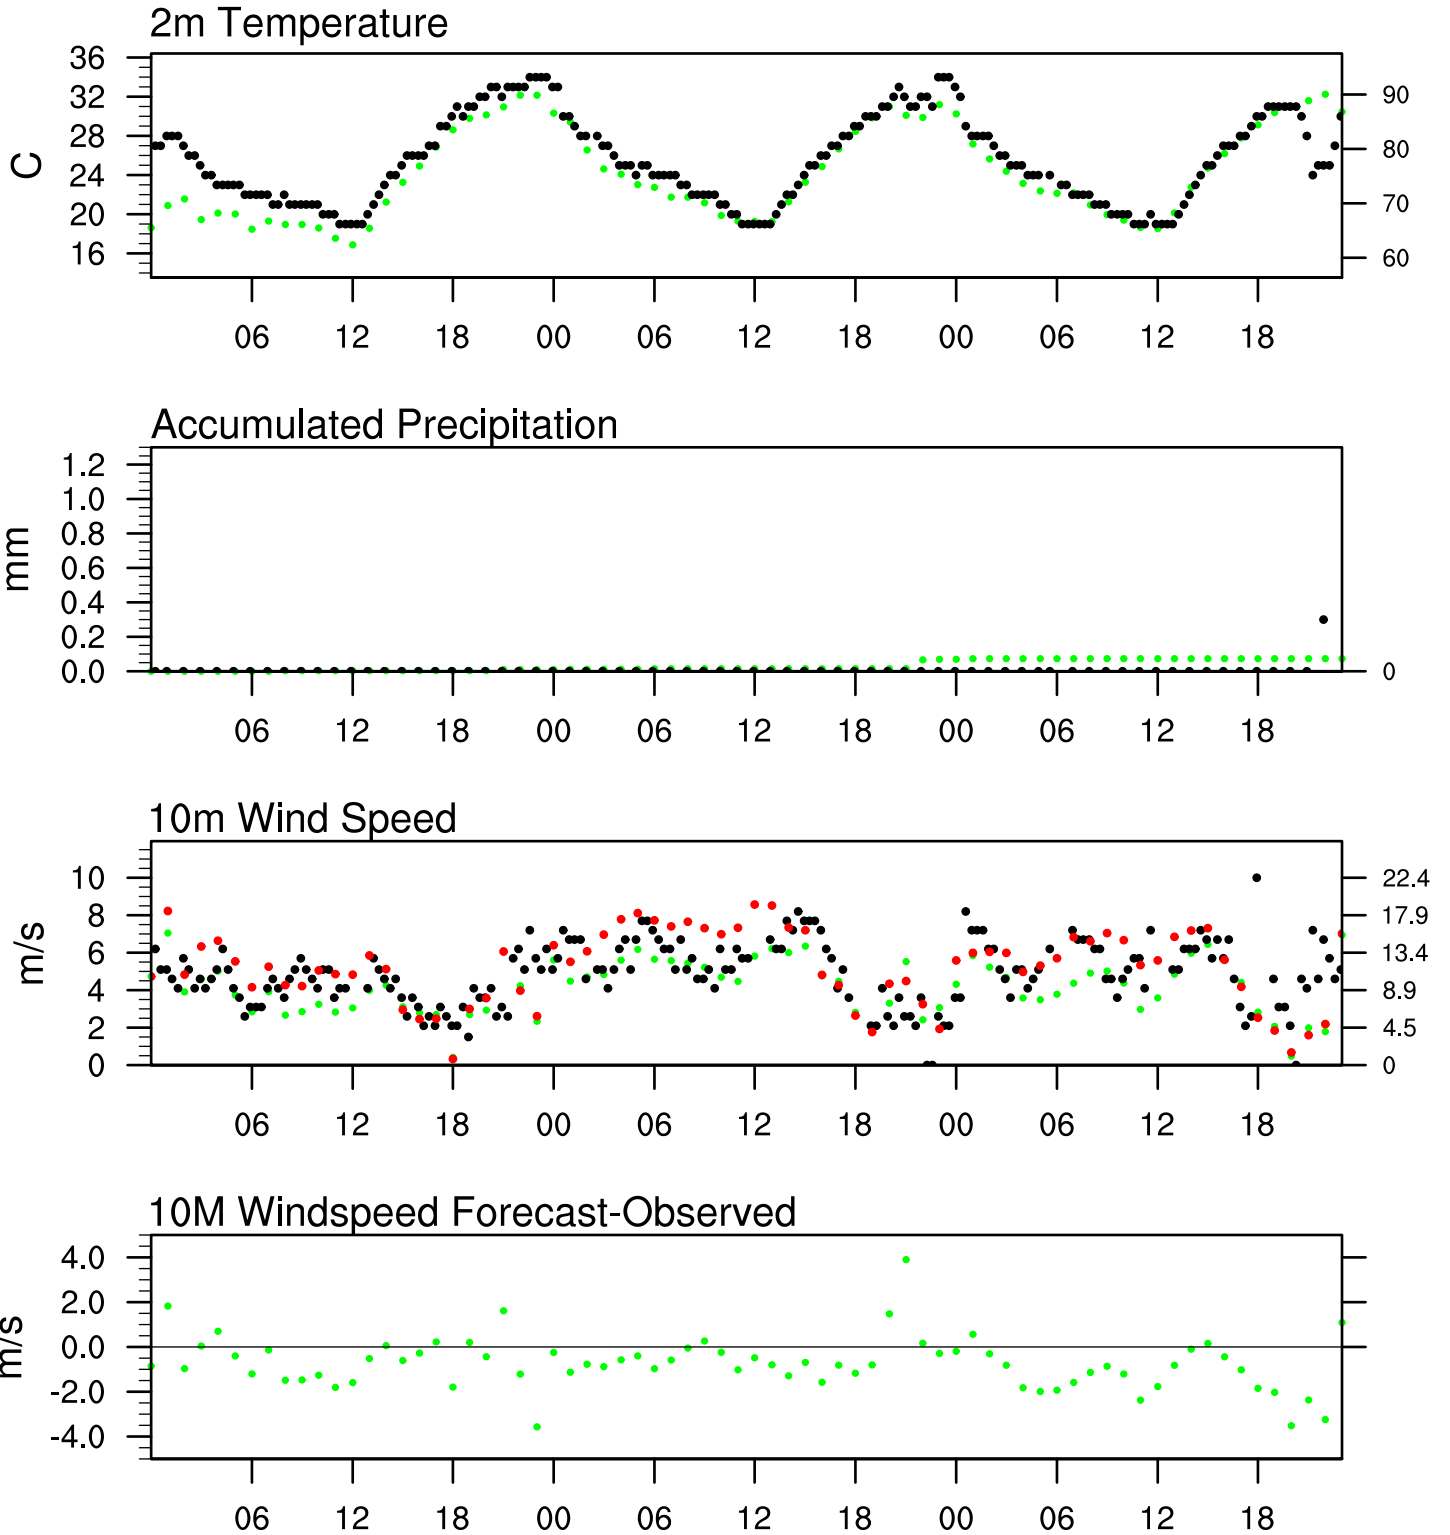 2m Temperature
36
32 90
28
C 24 80
20 70
16 60
06 12 18 00 06 12 18 00 06 12 18
Accumulated Precipitation
1.2
1.0
0.8
mm 0.6
0.4
0.2
0.0 0
06 12 18 00 06 12 18 00 06 12 18
10m Wind Speed
10 22.4
8 17.9
m/s 6 13.4
4 8.9
2 4.5
0 0
06 12 18 00 06 12 18 00 06 12 18
10M Windspeed Forecast-Observed
4.0
2.0
m/s 0.0
-2.0
-4.0
06 12 18 00 06 12 18 00 06 12 18